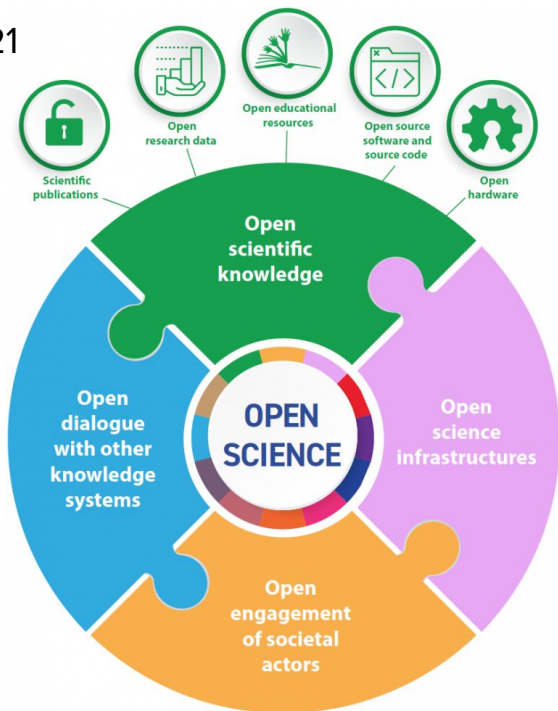 21
Scientific
publications
Open
research data
Open educational
resources
Open source
software and
source code
Open
hardware
</>
Open
scientific
knowledge
Open
dialogue
with other
knowledge
systems
OPEN
SCIENCE
Open
science
infrastructures
Open
engagement
of societal
actors